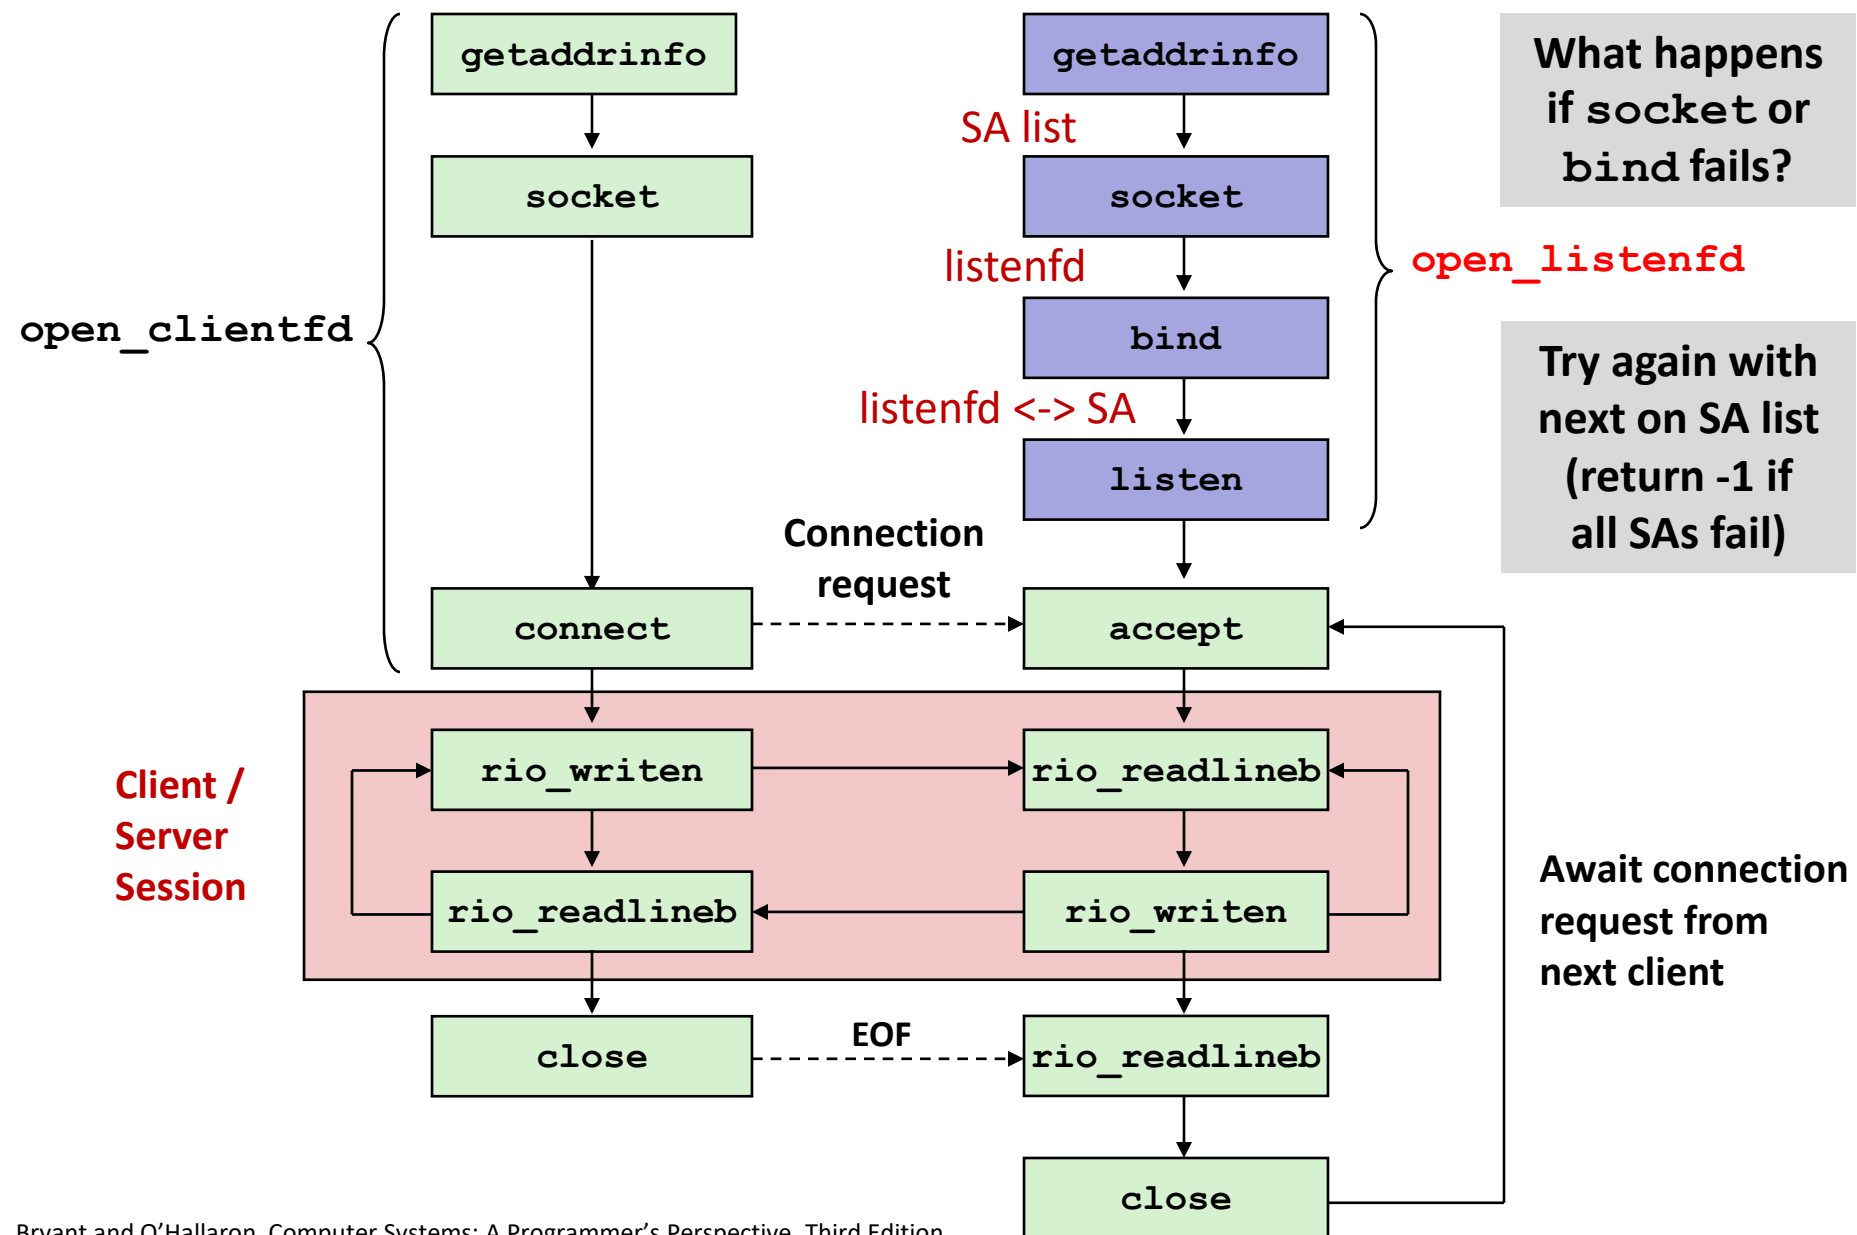 getaddrinfo
getaddrinfo
What happens
if socket or
bind fails?
SA list
socket
socket
listenfd
open_listenfd
open_clientfd
bind
Try again with
next on SA list
(return -1 if
all SAs fail)
listenfd <-> SA
listen
Connection
request
connect
accept
Client /
Server
Session
rio_writen
rio_readlineb
rio_readlineb
rio_writen
Await connection
request from
next client
close
EOF
rio_readlineb
close
Bryant and O'Hallaron, Computer Systems: A Programmer's Perspective, Third Edition